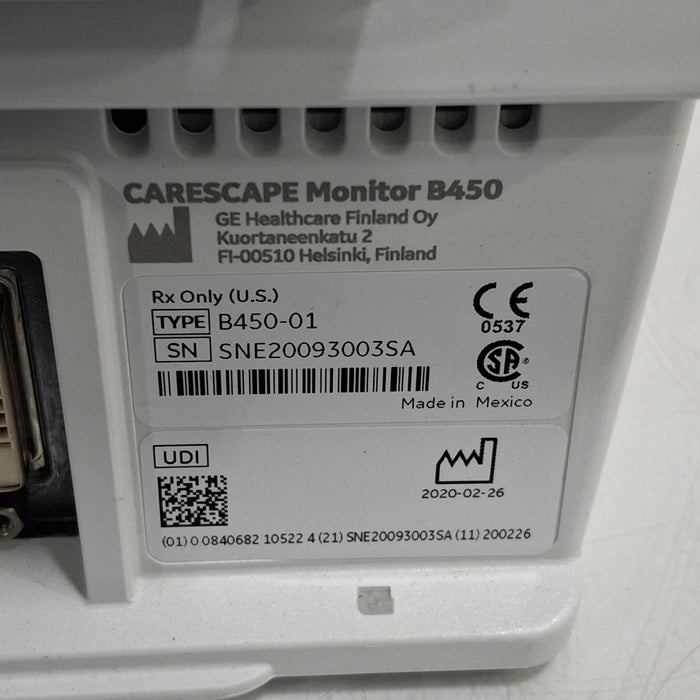 CARESCAPE Monitor B450
GE Healthcare Finland Oy
Kuortaneenkatu 2
FI-00510 Helsinki, Finland
Rx Only (U.S.)
TYPE B450-01
SN SNE20093003SA
CE
0537
CSA®
C US
Made in Mexico
UDI
2020-02-26
(01) 0 0840682 10522 4 (21) SNE20093003SA (11) 200226